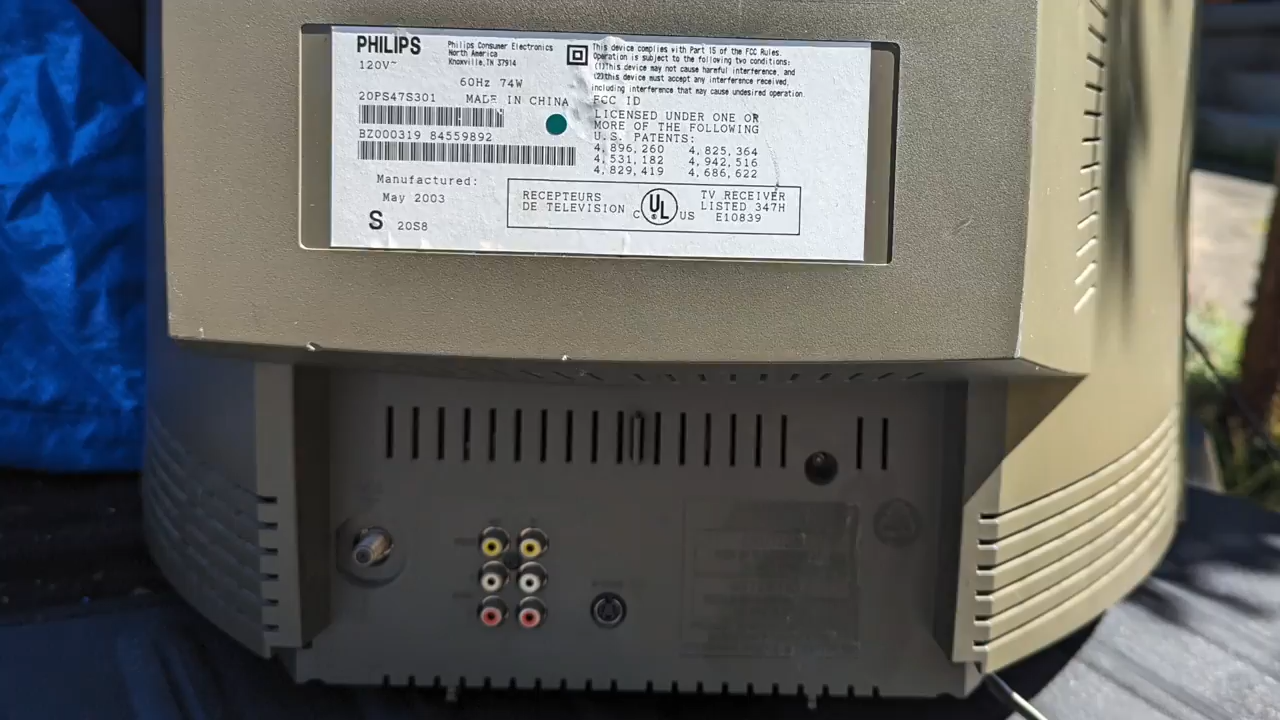 PHILIPS
Philips Consumer Electronics
North America
Knoxville, TN 37914
120V~
60Hz 74W
20PS47S301 MADE IN CHINA
BZ000319 84559892
Manufactured:
May 2003
S 20S8
This device complies with Part 15 of the FCC Rules.
Operation is subject to the following two conditions:
(1)This device may not cause harmful interference, and
(2)this device must accept any interference received,
including interference that may cause undesired operation.
FCC ID
LICENSED UNDER ONE OR
MORE OF THE FOLLOWING
U.S. PATENTS:
4,896,260 4,825,364
4,531,182 4,942,516
4,829,419 4,686,622
RECEPTEURS
DE TELEVISION
C UL US
®
TV RECEIVER
LISTED 347H
E10839